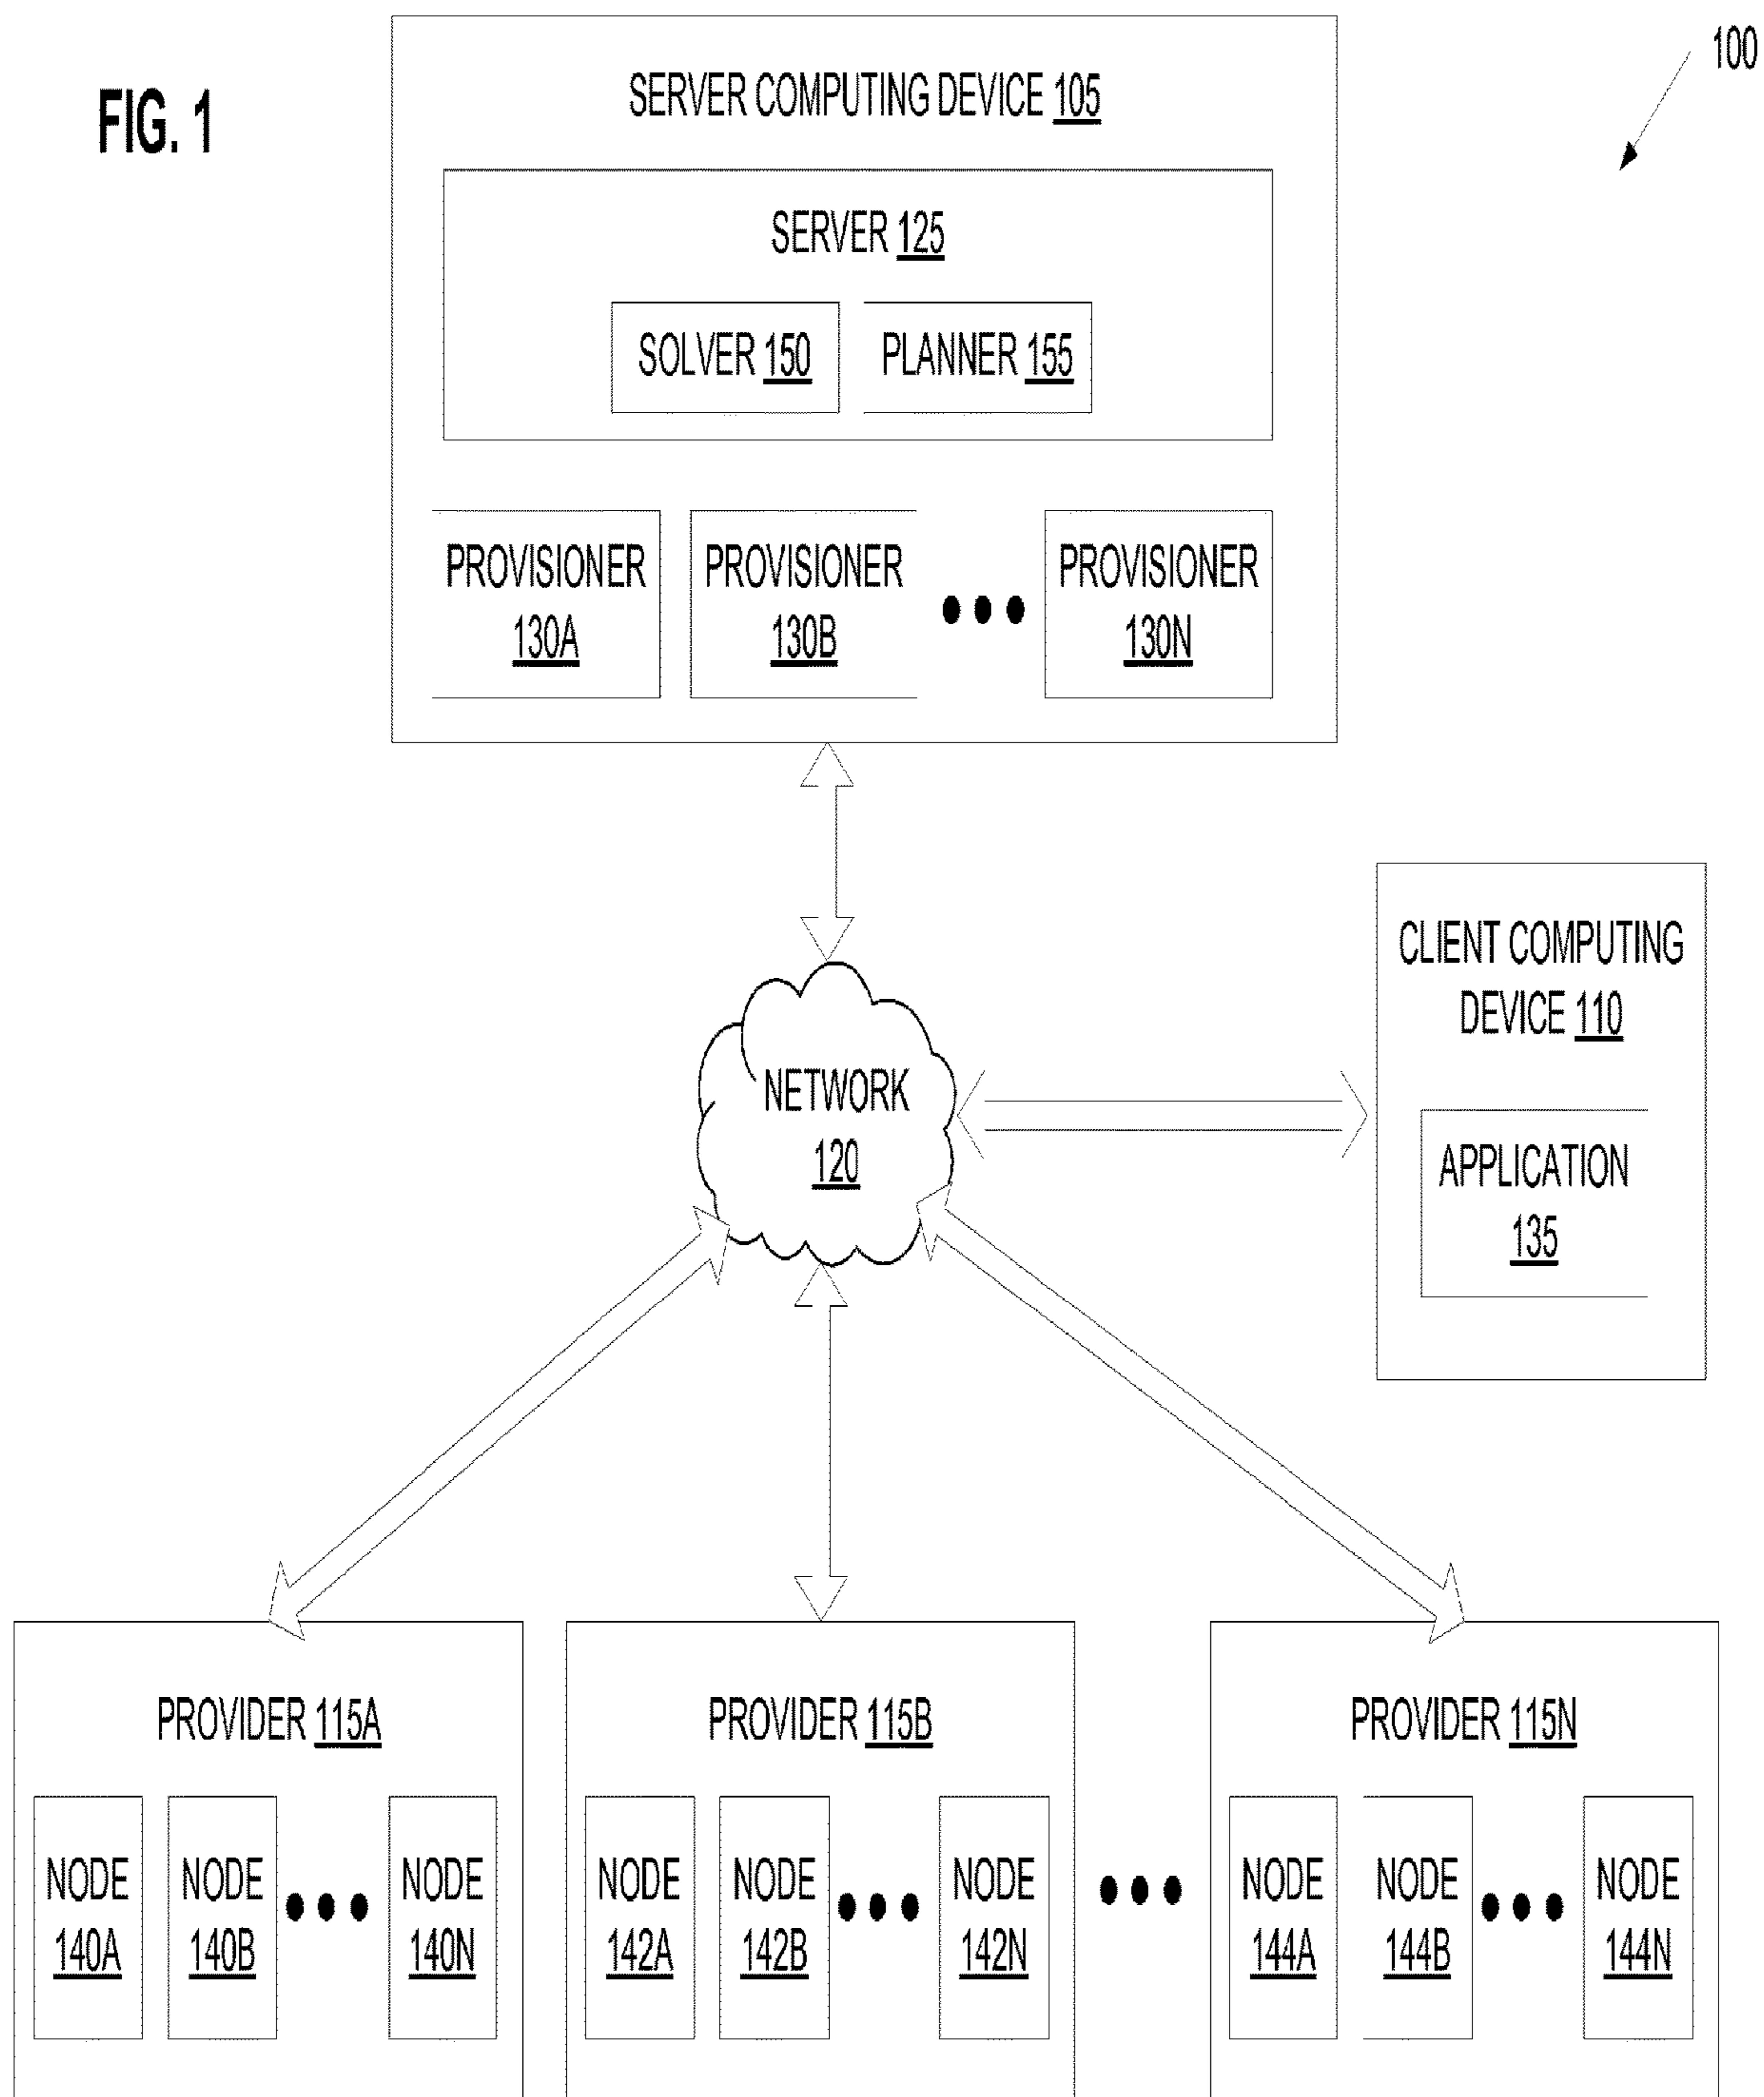 FIG. 1
100
SERVER COMPUTING DEVICE 105
SERVER 125
SOLVER 150
PLANNER 155
PROVISIONER
130A
PROVISIONER
130B
PROVISIONER
130N
NETWORK
120
CLIENT COMPUTING
DEVICE 110
APPLICATION
135
PROVIDER 115A
NODE
140A
NODE
140B
NODE
140N
PROVIDER 115B
NODE
142A
NODE
142B
NODE
142N
PROVIDER 115N
NODE
144A
NODE
144B
NODE
144N